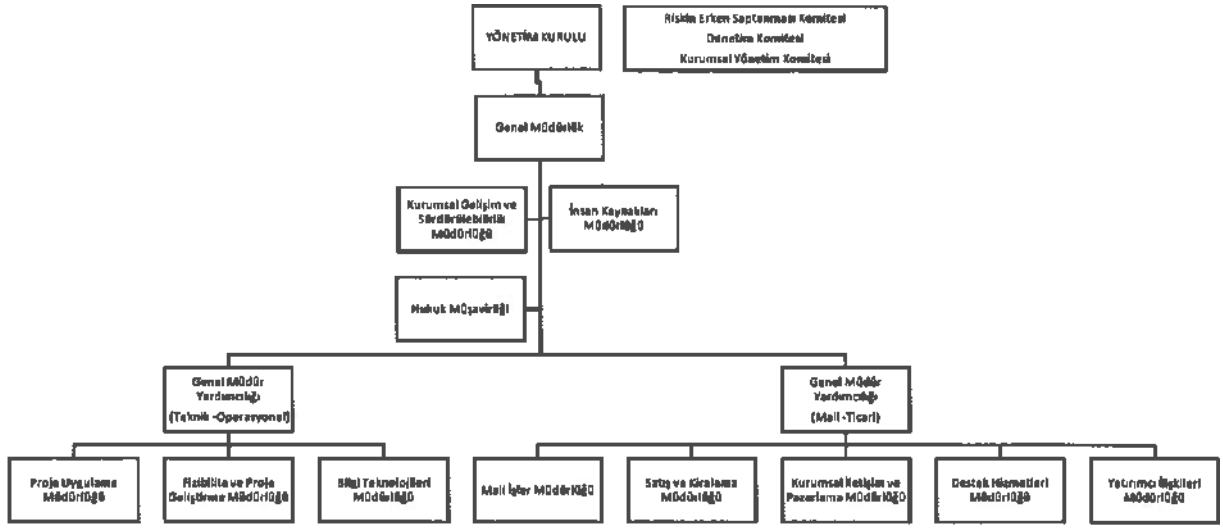 YÖNETİM KURULU
Riskin Erken Saptanması Komitesi
Denetim Komitesi
Kurumsal Yönetim Komitesi
Genel Müdürlük
Kurumsal Gelişim ve
Sürdürülebilirlik
Müdürlüğü
İnsan Kaynakları
Müdürlüğü
Hukuk Müşavirliği
Genel Müdür
Yardımcılığı
(Teknik -Operasyonel)
Genel Müdür
Yardımcılığı
(Mali -Ticari)
Proje Uygulama
Müdürlüğü
Fizibilite ve Proje
Geliştirme Müdürlüğü
Bilgi Teknolojileri
Müdürlüğü
Mali İşler Müdürlüğü
Satış ve Kiralama
Müdürlüğü
Kurumsal İletişim ve
Pazarlama Müdürlüğü
Destek Hizmetleri
Müdürlüğü
Yatırımcı İlişkileri
Müdürlüğü